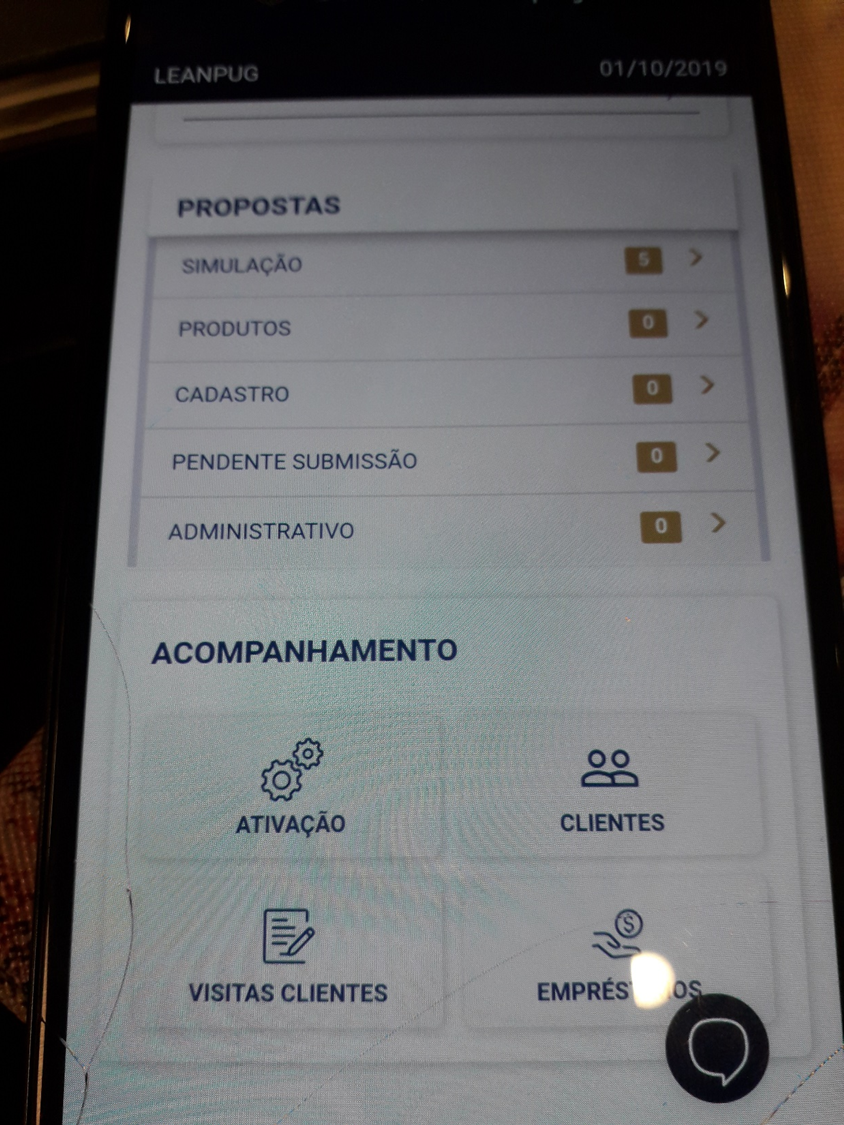 LEANPUG 01/10/2019
PROPOSTAS
SIMULAÇÃO 5
PRODUTOS 0
CADASTRO 0
PENDENTE SUBMISSÃO 0
ADMINISTRATIVO 0
ACOMPANHAMENTO
ATIVAÇÃO CLIENTES
VISITAS CLIENTES